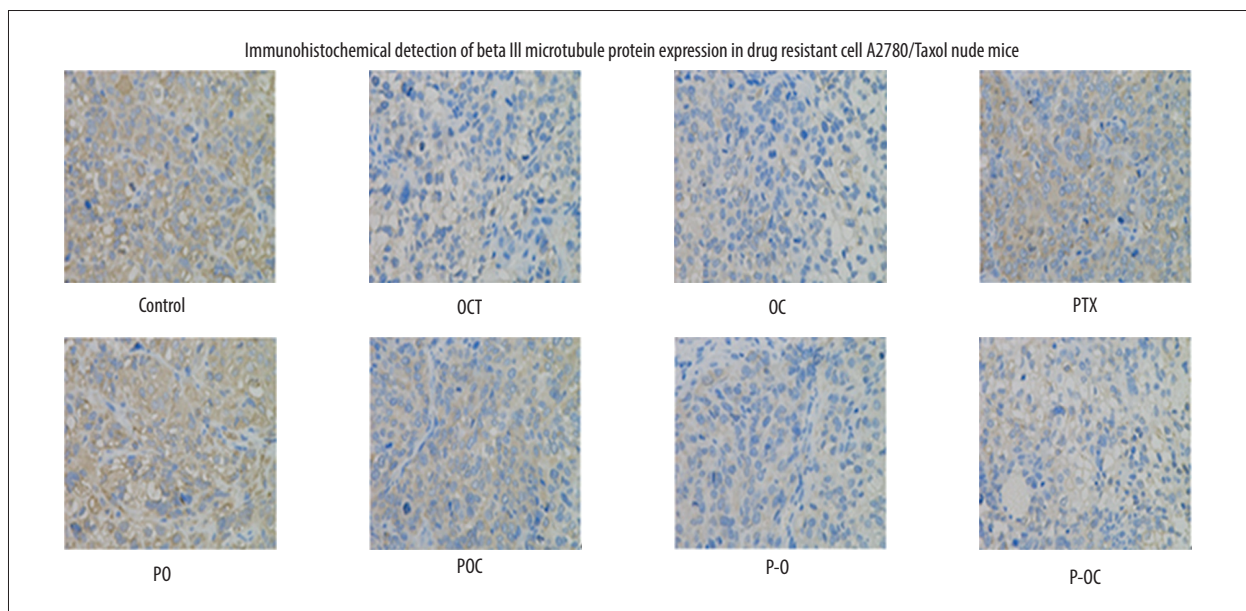 Immunohistochemical detection of beta III microtubule protein expression in drug resistant cell A2780/Taxol nude mice
Control
OCT
OC
PTX
PO
POC
P-O
P-OC